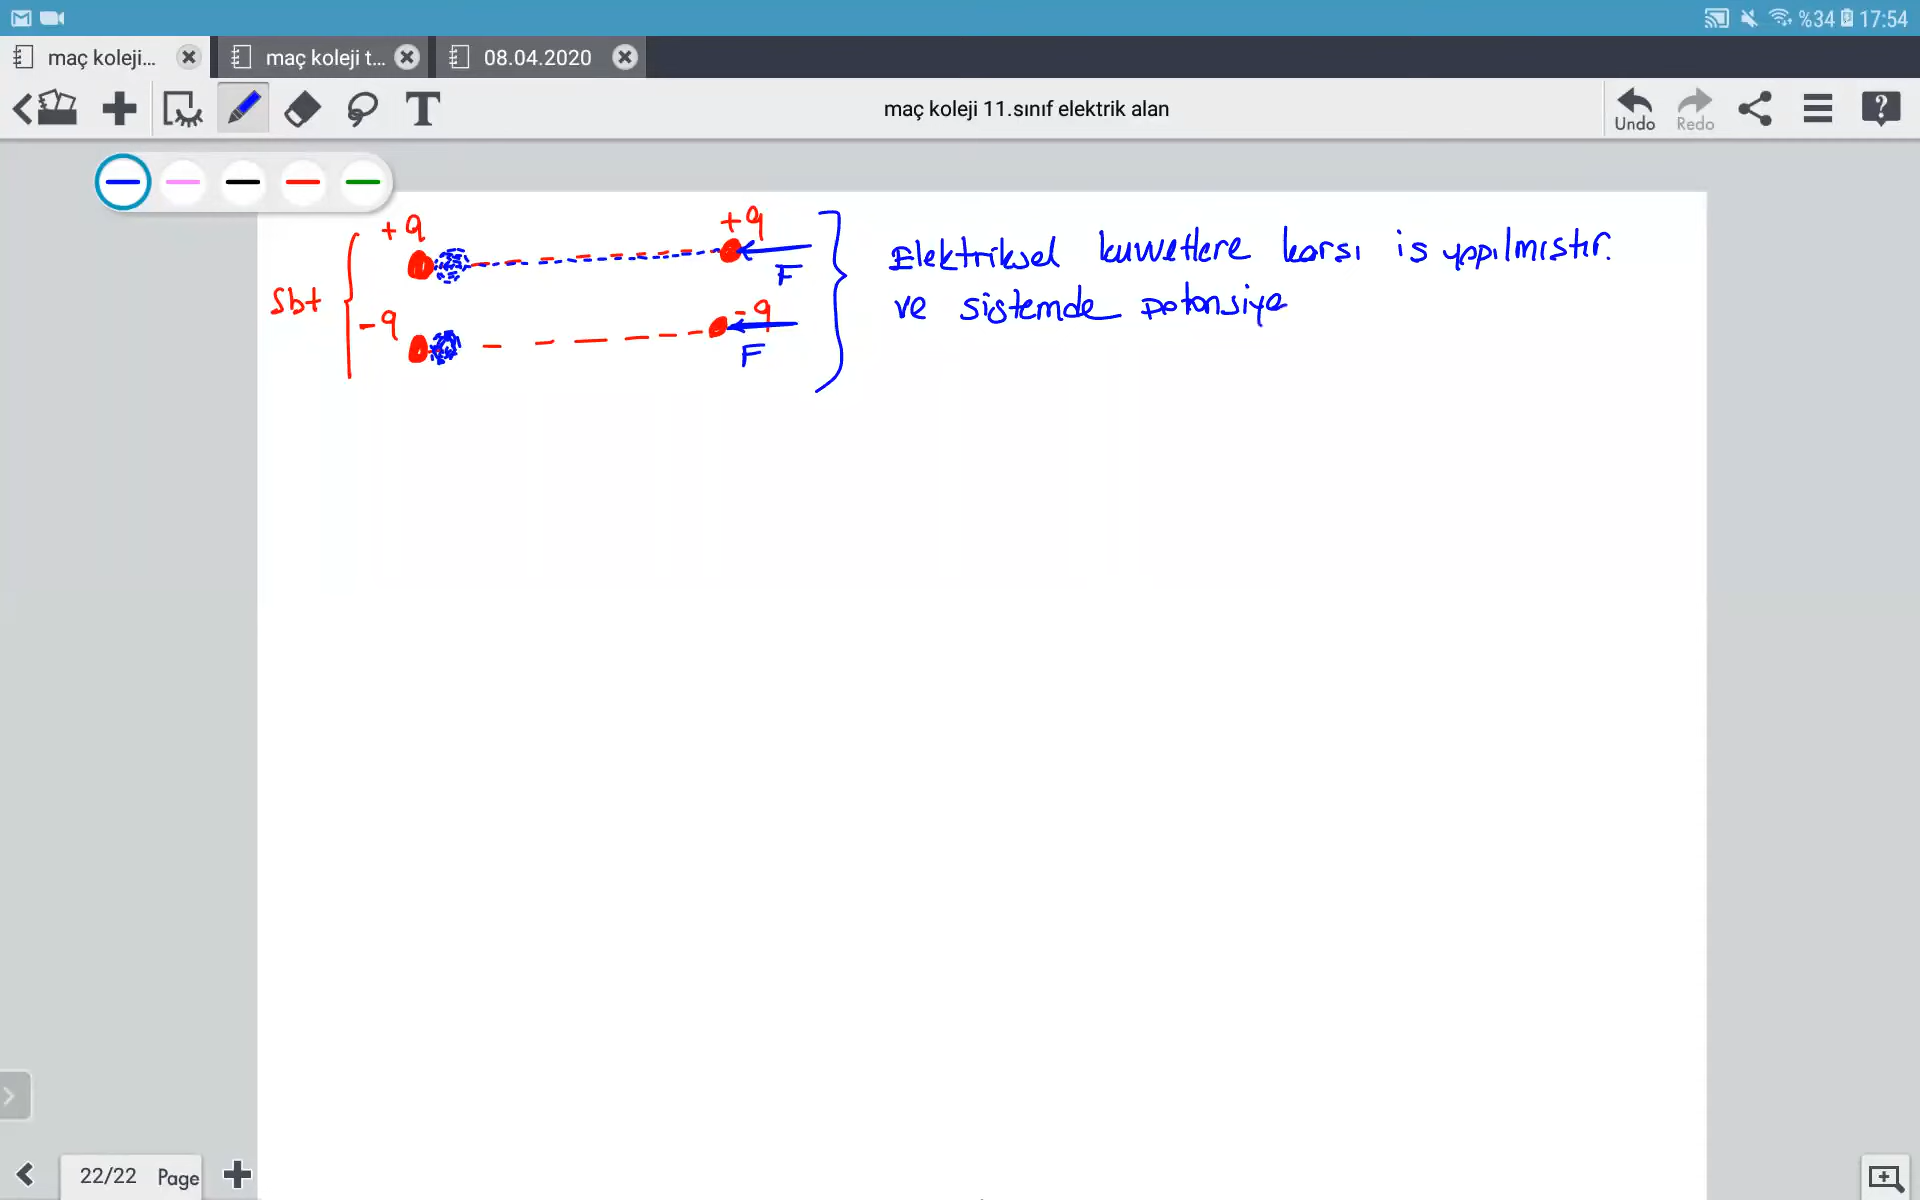 %34 17:54
maç koleji...
maç koleji t...
08.04.2020
T
maç koleji 11.sınıf elektrik alan
Undo
Redo
+q
+q
F
Sbt
-q
-q
F
Elektriksel kuvvetlere karşı iş yapılmıştır.
ve sistemde potansiye
22/22 Page